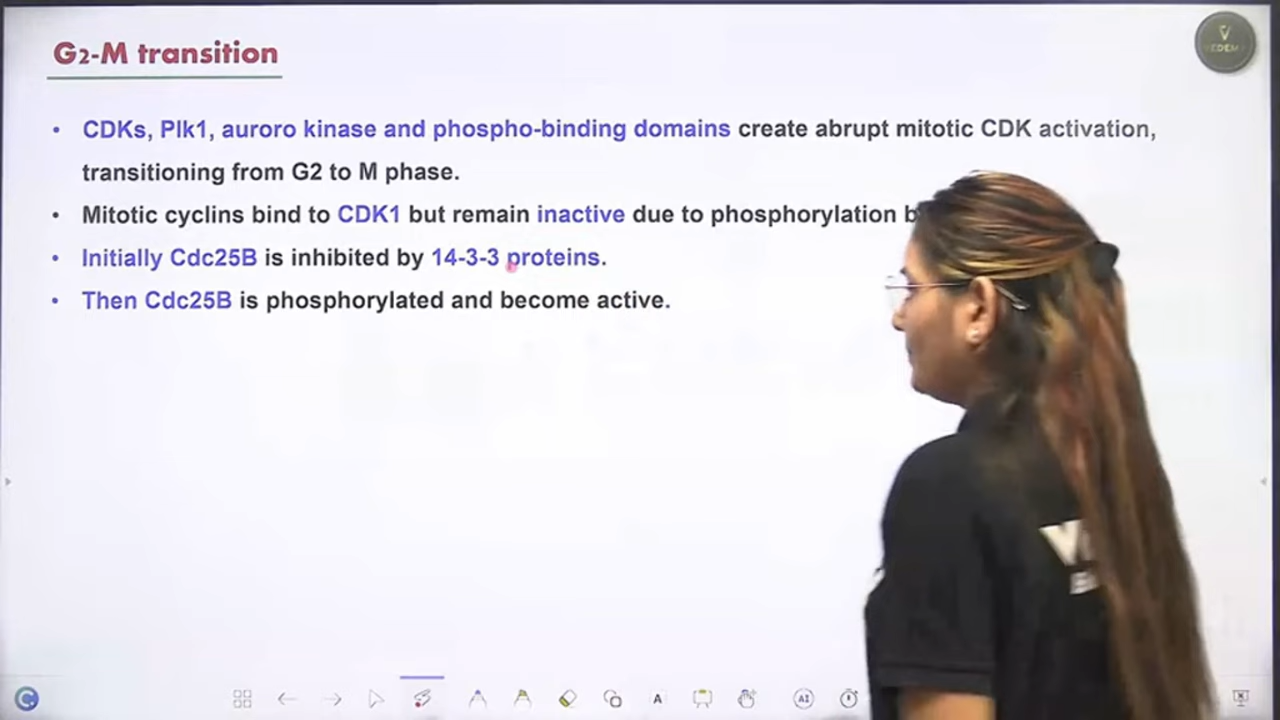 G2-M transition
VEDEM
• CDKs, Plk1, auroro kinase and phospho-binding domains create abrupt mitotic CDK activation,
transitioning from G2 to M phase.
• Mitotic cyclins bind to CDK1 but remain inactive due to phosphorylation
• Initially Cdc25B is inhibited by 14-3-3 proteins.
• Then Cdc25B is phosphorylated and become active.
A
AI